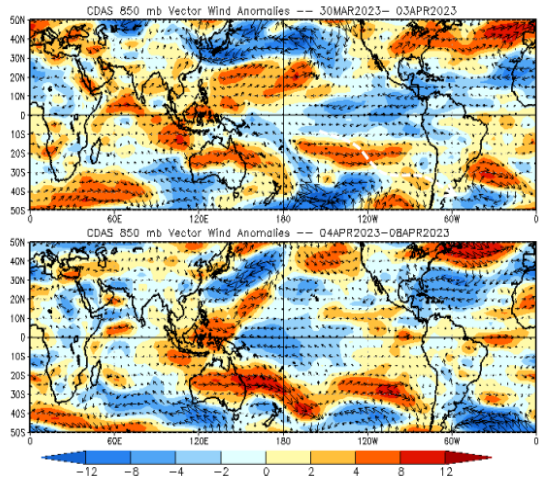 CDAS 850 mb Vector Wind Anomalies -- 30MAR2023- 03APR2023
50N
40N
30N
20N
10N
0
10S
20S
30S
40S
50S
0 60E 120E 180 120W 60W 0
CDAS 850 mb Vector Wind Anomalies -- 04APR2023-08APR2023
50N
40N
30N
20N
10N
0
10S
20S
30S
40S
50S
0 60E 120E 180 120W 60W 0
-12 -8 -4 -2 0 2 4 8 12